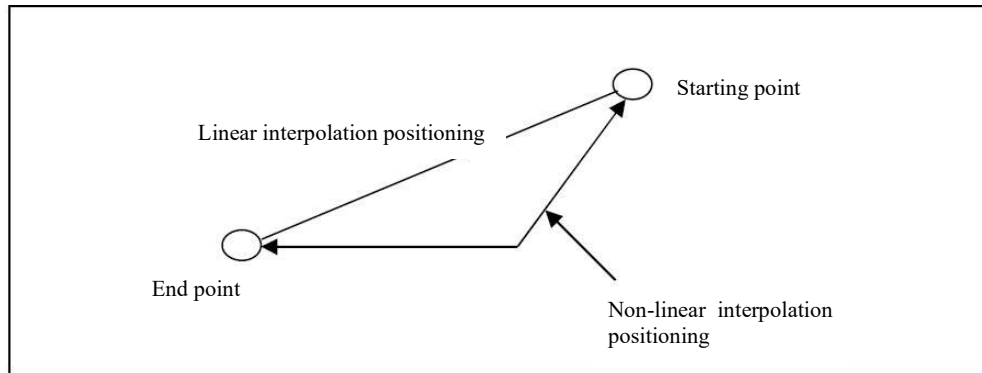 Starting point
Linear interpolation positioning
End point
Non-linear interpolation
positioning